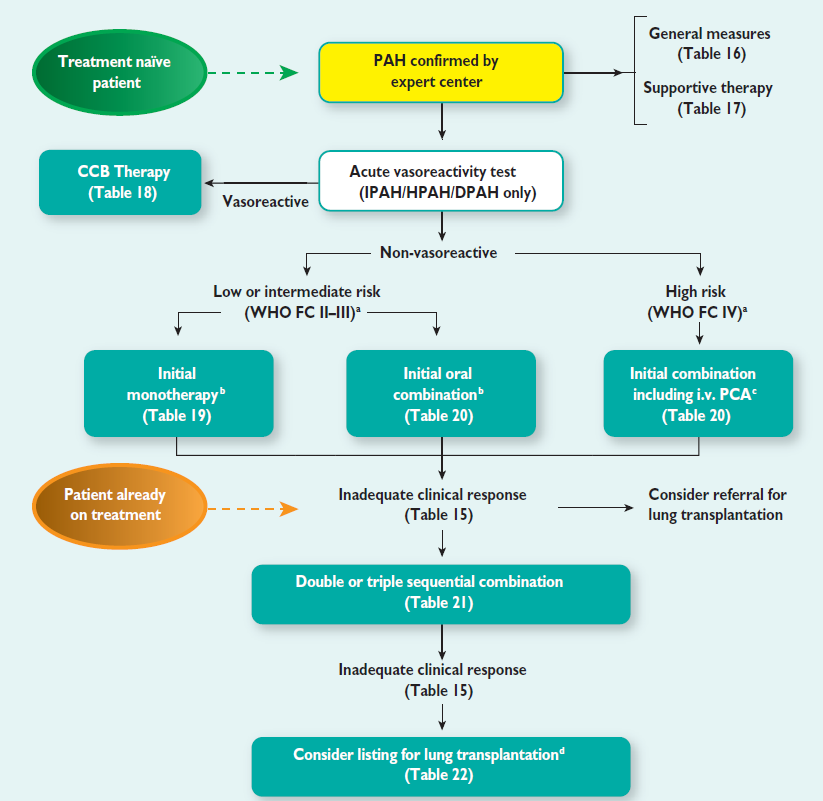 Treatment naïve
patient
PAH confirmed by
expert center
General measures
(Table 16)
Supportive therapy
(Table 17)
CCB Therapy
(Table 18)
Vasoreactive
Acute vasoreactivity test
(IPAH/HPAH/DPAH only)
Non-vasoreactive
Low or intermediate risk
(WHO FC II–III)ᵃ
High risk
(WHO FC IV)ᵃ
Initial
monotherapyᵇ
(Table 19)
Initial oral
combinationᵇ
(Table 20)
Initial combination
including i.v. PCAᶜ
(Table 20)
Patient already
on treatment
Inadequate clinical response
(Table 15)
Consider referral for
lung transplantation
Double or triple sequential combination
(Table 21)
Inadequate clinical response
(Table 15)
Consider listing for lung transplantationᵈ
(Table 22)